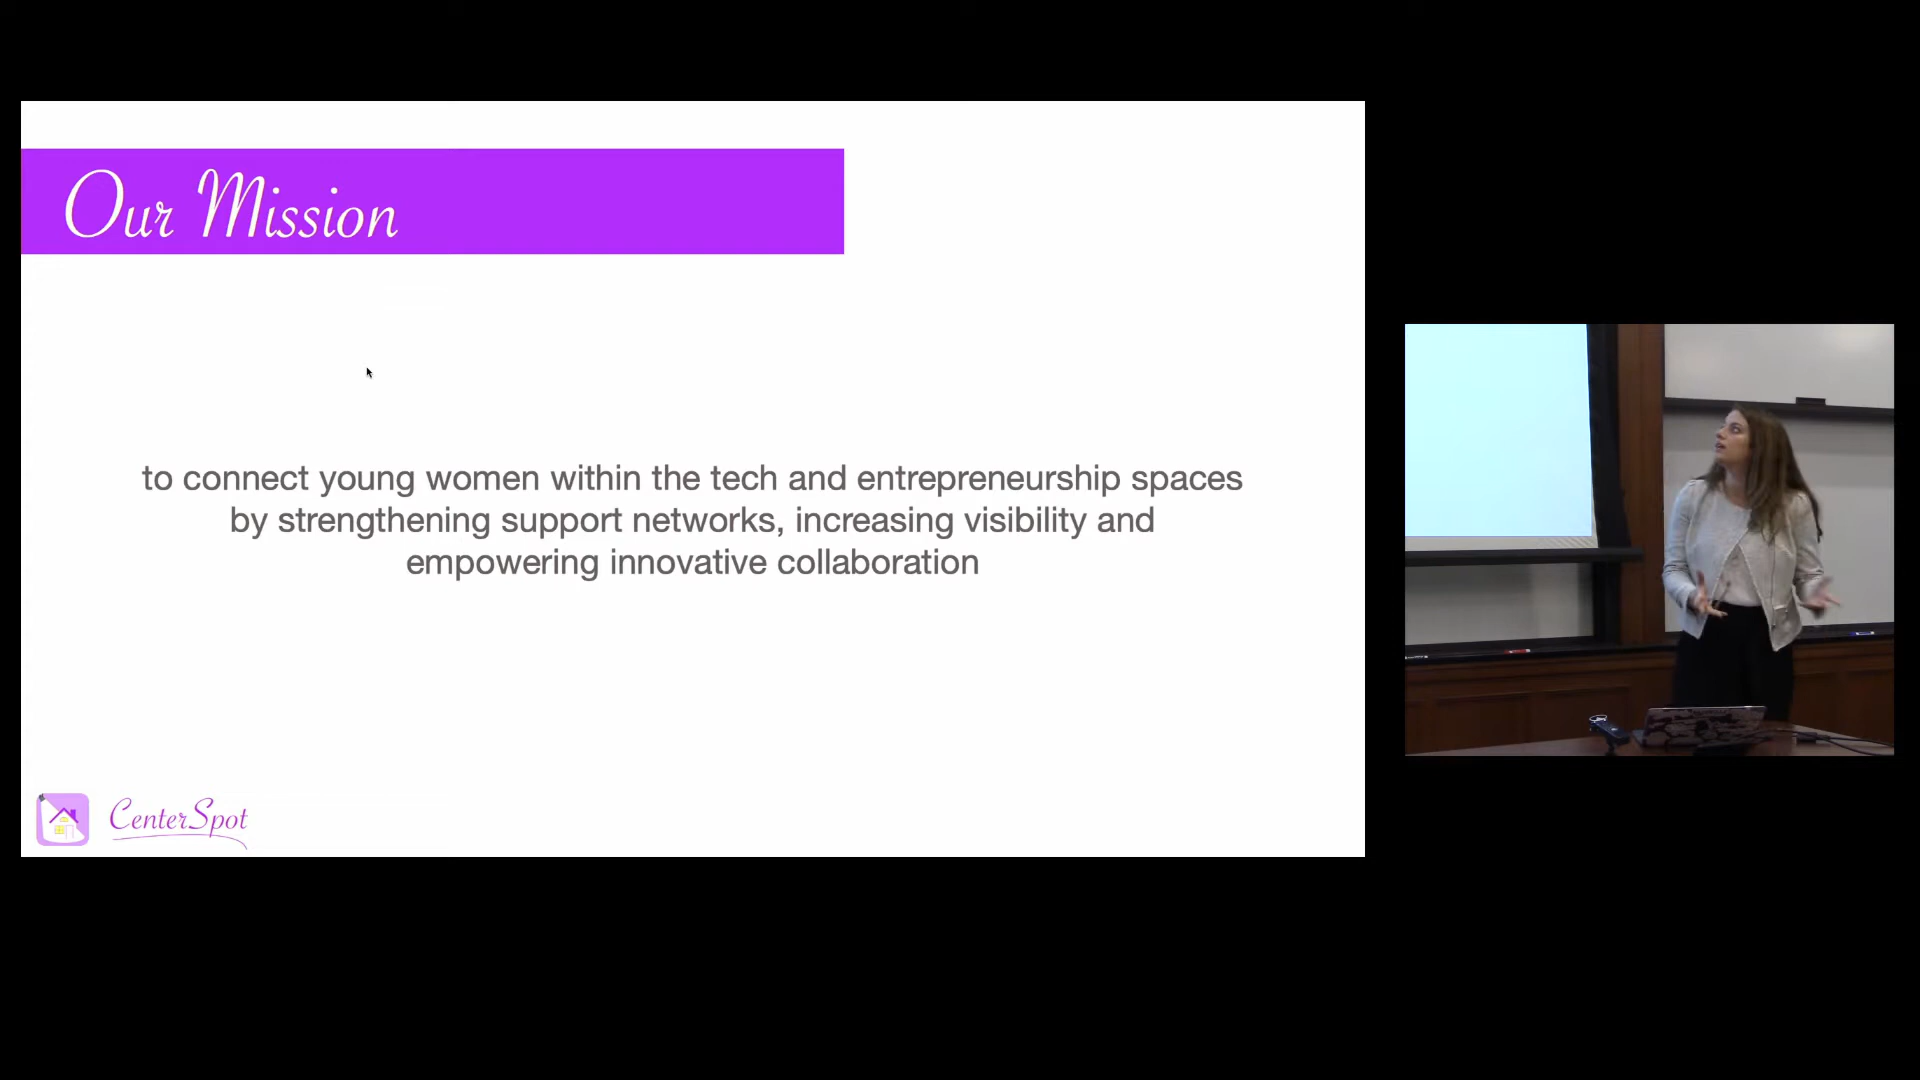 Our Mission
to connect young women within the tech and entrepreneurship spaces
by strengthening support networks, increasing visibility and
empowering innovative collaboration
CenterSpot